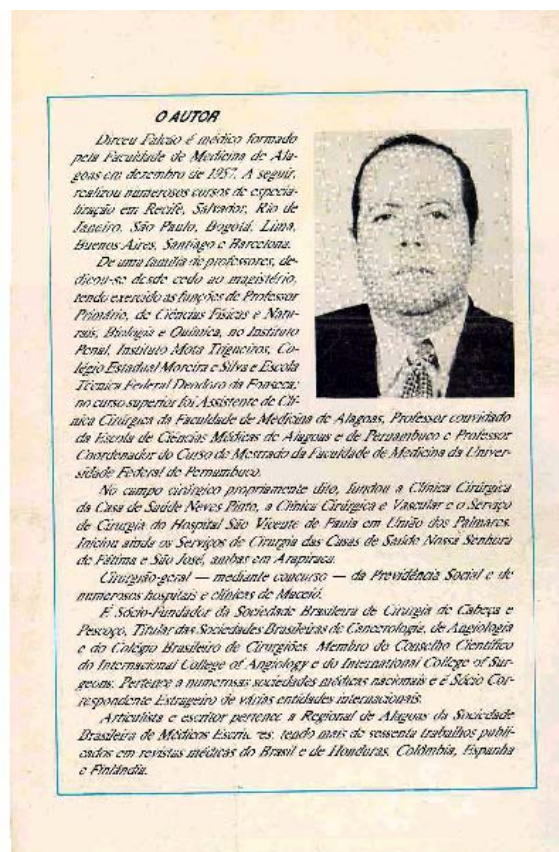 O AUTOR
Dirceu Falcão é médico formado
pela Faculdade de Medicina de Ala-
goas em dezembro de 1957. A seguir,
realizou numerosos cursos de especia-
lização em Recife, Salvador, Rio de
Janeiro, São Paulo, Bogotá, Lima,
Buenos Aires, Santiago e Barcelona.
De uma família de professores, de-
dicou-se desde cedo ao magistério,
tendo exercido as funções de Professor
Primário, de Ciências Físicas e Natu-
rais, Biologia e Química, no Instituto
Penal, Instituto Mota Trigueiros, Co-
légio Estadual Moreira e Silva e Escola
Técnica Federal Deodoro da Fonseca;
no curso superior foi Assistente de Clí-
nica Cirúrgica da Faculdade de Medicina de Alagoas, Professor convidado
da Escola de Ciências Médicas de Alagoas e de Pernambuco e Professor
Coordenador do Curso de Mestrado da Faculdade de Medicina da Univer-
sidade Federal de Pernambuco.
No campo cirúrgico propriamente dito, fundou a Clínica Cirúrgica
da Casa de Saúde Neves Pinto, a Clínica Cirúrgica e Vascular e o Serviço
de Cirurgia do Hospital São Vicente de Paula em União dos Palmares.
Iniciou ainda os Serviços de Cirurgia das Casas de Saúde Nossa Senhora
de Fátima e São José, ambas em Arapiraca.
Cirurgião-geral — mediante concurso — da Previdência Social e de
numerosos hospitais e clínicas de Maceió.
É Sócio-Fundador da Sociedade Brasileira de Cirurgia de Cabeça e
Pescoço, Titular das Sociedades Brasileiras de Cancerologia, de Angiologia
e do Colégio Brasileiro de Cirurgiões. Membro do Conselho Científico
do Internacional College of Angiology e do International College of Sur-
geons. Pertence a numerosas sociedades médicas nacionais e é Sócio Cor-
respondente Estrageiro de várias entidades internacionais.
Articulista e escritor pertence a Regional de Alagoas da Sociedade
Brasileira de Médicos Escrit es, tendo mais de sessenta trabalhos publi-
cados em revistas médicas do Brasil e de Honduras, Colômbia, Espanha
e Finlândia.